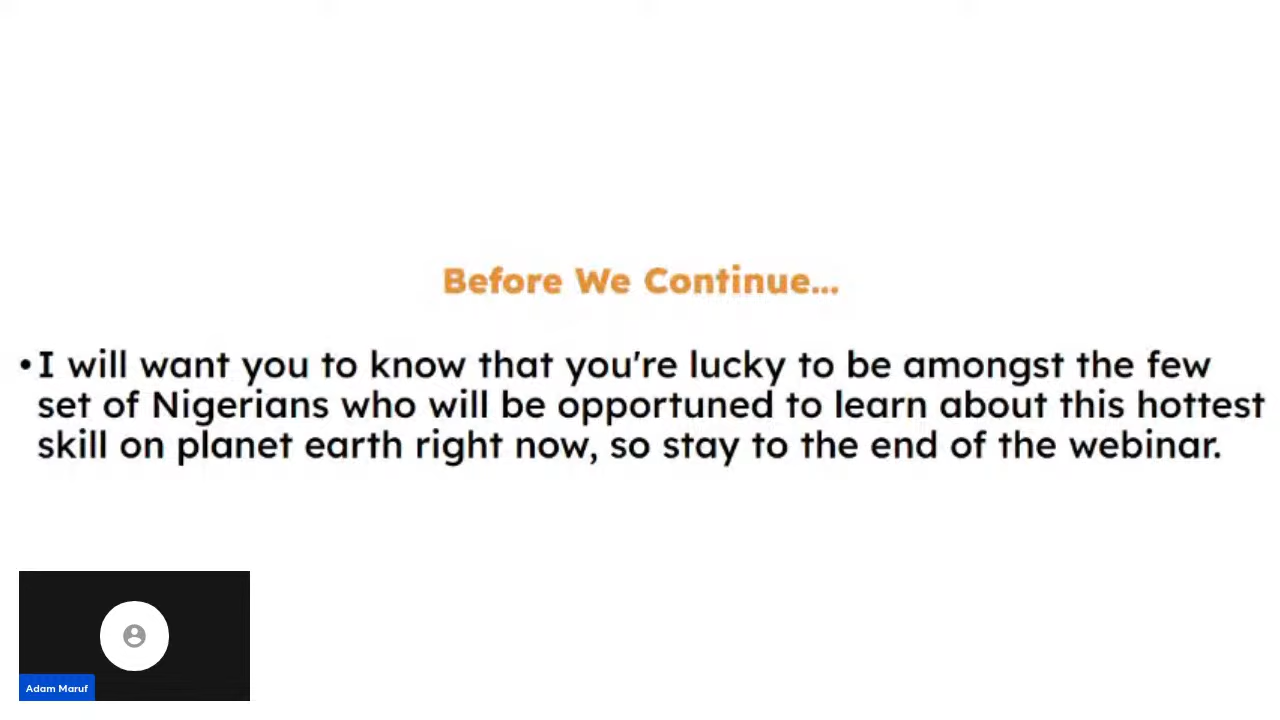 Before We Continue...
• I will want you to know that you're lucky to be amongst the few
set of Nigerians who will be opportuned to learn about this hottest
skill on planet earth right now, so stay to the end of the webinar.
Adam Maruf